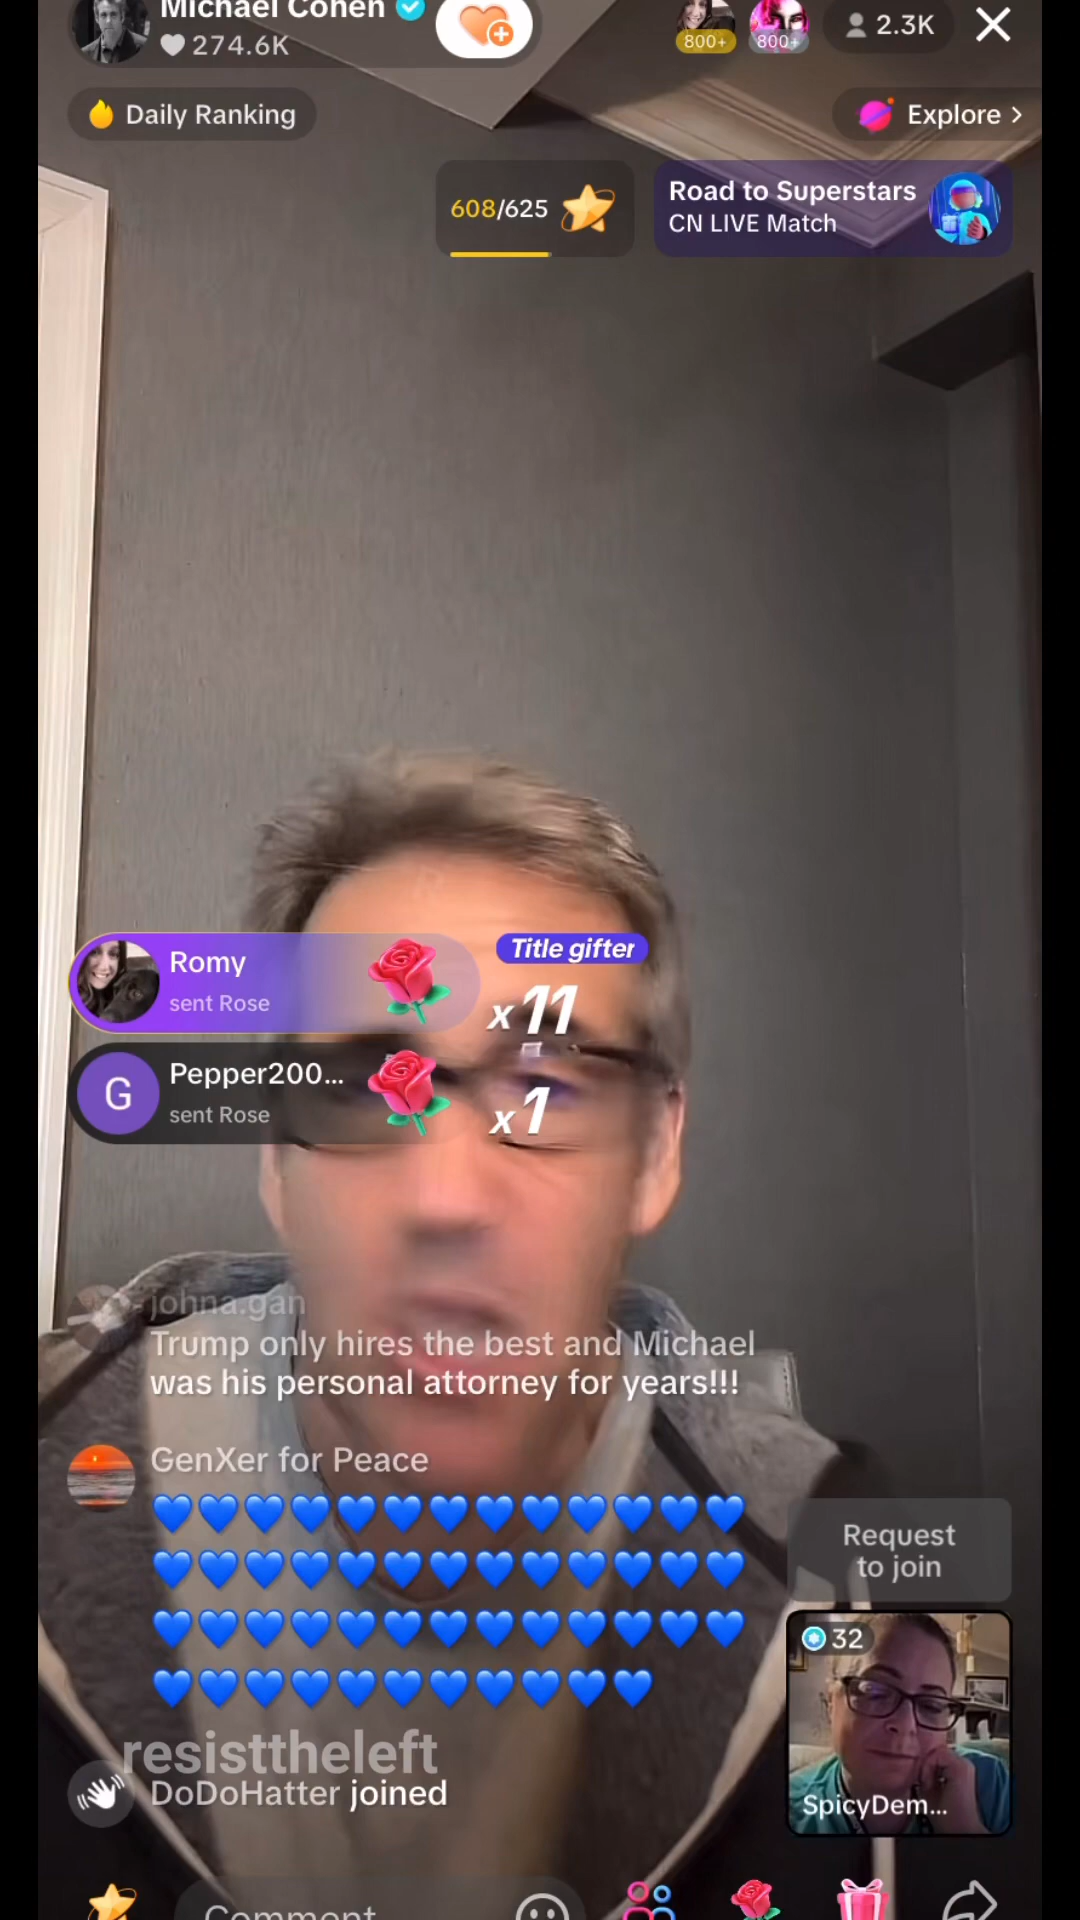 Michael Cohen
274.6K
800+
800+
2.3K
Daily Ranking
Explore >
608/625
Road to Superstars
CN LIVE Match
Romy
sent Rose
Title gifter
x11
G
Pepper200...
sent Rose
x1
johna.gan
Trump only hires the best and Michael
was his personal attorney for years!!!
GenXer for Peace
💙💙💙💙💙💙💙💙💙💙💙💙💙
💙💙💙💙💙💙💙💙💙💙💙💙💙
💙💙💙💙💙💙💙💙💙💙💙💙💙
💙💙💙💙💙💙💙💙💙💙💙
Request
to join
32
SpicyDem...
resisttheleft
DoDoHatter joined
Comment